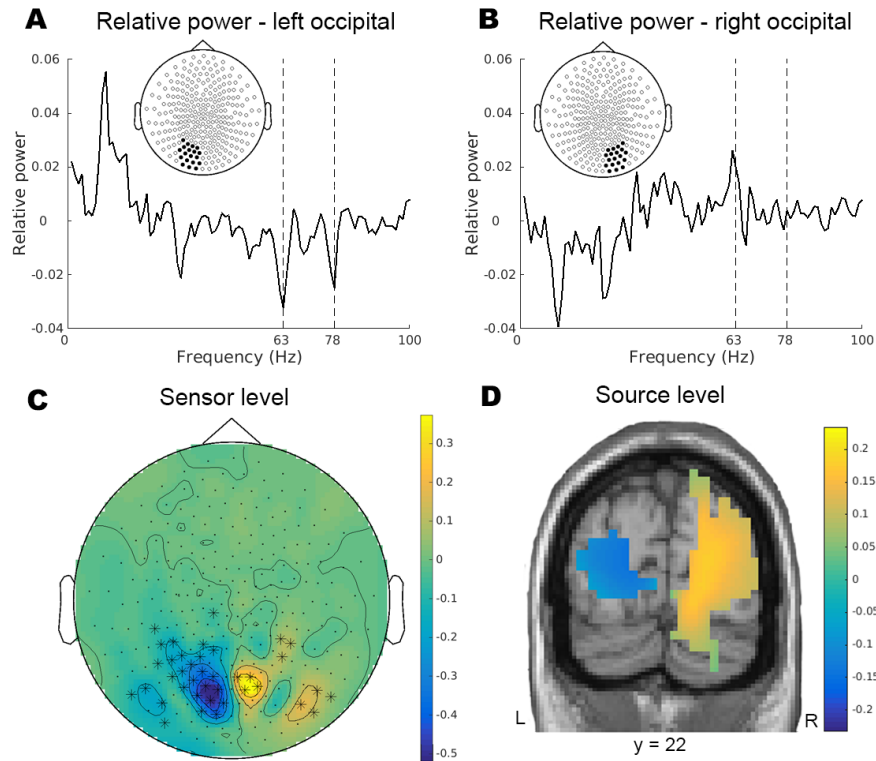 A Relative power - left occipital
0.06
0.04
0.02
0
-0.02
-0.04
Relative power
0 63 78 100
Frequency (Hz)
B Relative power - right occipital
0.06
0.04
0.02
0
-0.02
-0.04
Relative power
0 63 78 100
Frequency (Hz)
C Sensor level
0.3
0.2
0.1
0
-0.1
-0.2
-0.3
-0.4
-0.5
D Source level
0.2
0.15
0.1
0.05
0
-0.05
-0.1
-0.15
-0.2
L R
y = 22